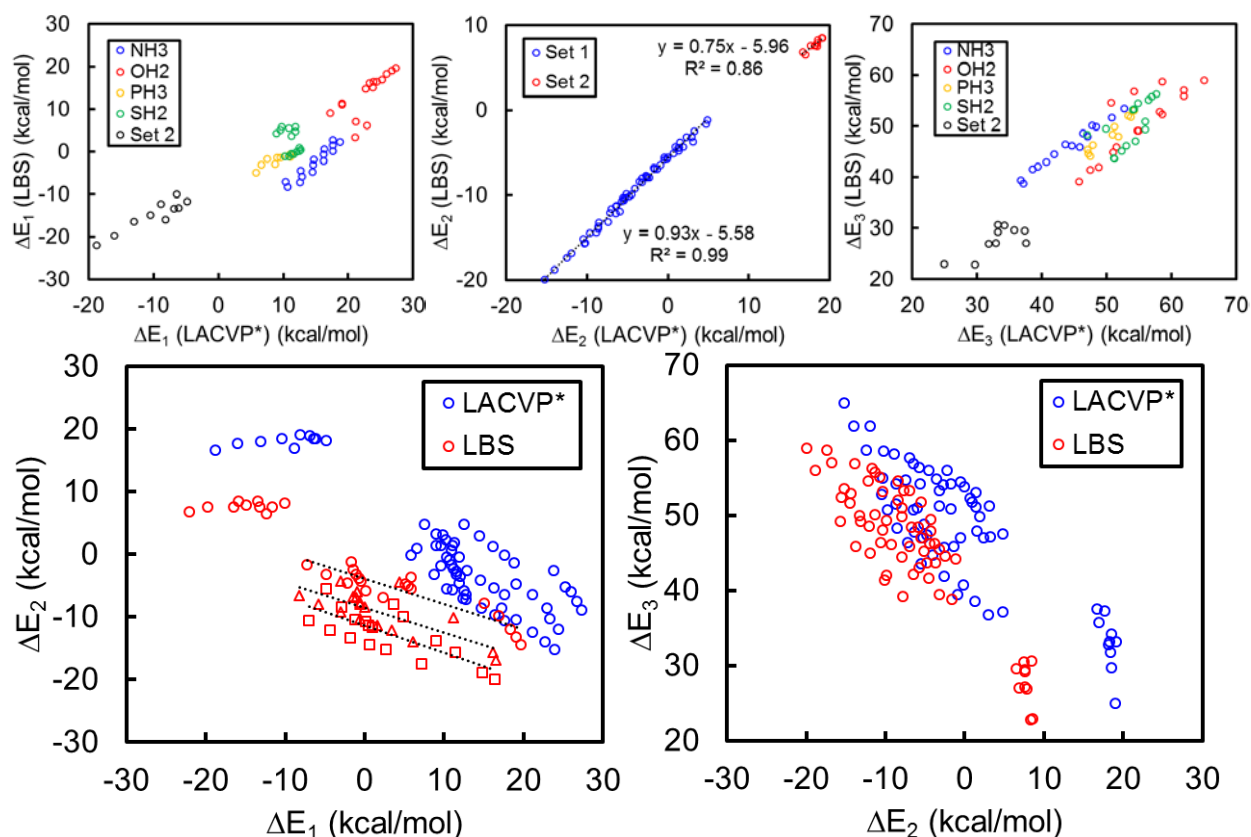 30
20
10
0
-10
-20
-30
-20
-10
0
10
20
30
NH3
OH2
PH3
SH2
Set 2
ΔE₁ (LBS) (kcal/mol)
ΔE₁ (LACVP*) (kcal/mol)
10
0
-10
-20
-20
-10
0
10
20
Set 1
Set 2
y = 0.75x - 5.96
R² = 0.86
y = 0.93x - 5.58
R² = 0.99
ΔE₂ (LBS) (kcal/mol)
ΔE₂ (LACVP*) (kcal/mol)
70
60
50
40
30
20
20
30
40
50
60
70
NH3
OH2
PH3
SH2
Set 2
ΔE₃ (LBS) (kcal/mol)
ΔE₃ (LACVP*) (kcal/mol)
30
20
10
0
-10
-20
-30
-30
-20
-10
0
10
20
30
LACVP*
LBS
ΔE₂ (kcal/mol)
ΔE₁ (kcal/mol)
70
60
50
40
30
20
-30
-20
-10
0
10
20
30
LACVP*
LBS
ΔE₃ (kcal/mol)
ΔE₂ (kcal/mol)